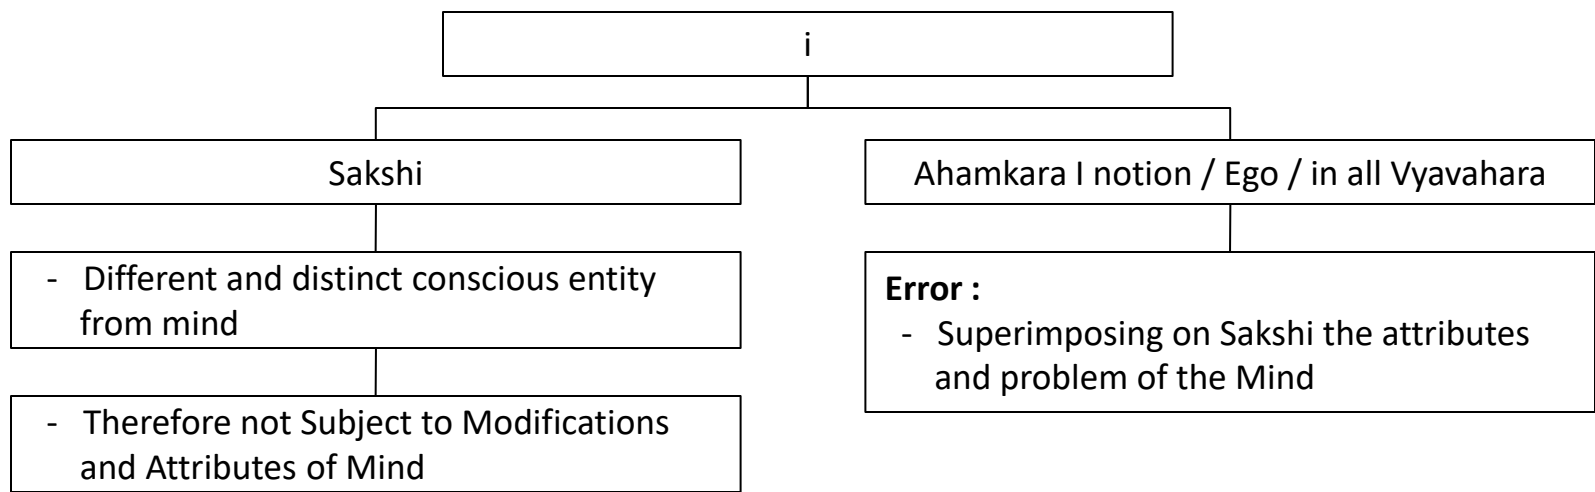 i
Sakshi
Ahamkara I notion / Ego / in all Vyavahara
- Different and distinct conscious entity
from mind
- Therefore not Subject to Modifications
and Attributes of Mind
Error :
- Superimposing on Sakshi the attributes
and problem of the Mind